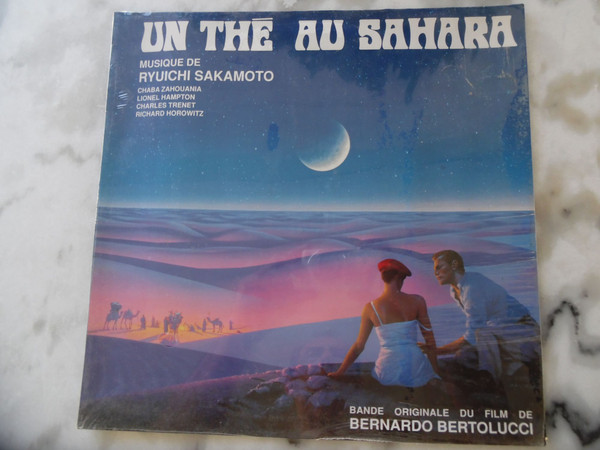 UN THÉ AU SAHARA
MUSIQUE DE
RYUICHI SAKAMOTO
CHABA ZAHOUANIA
LIONEL HAMPTON
CHARLES TRENET
RICHARD HOROWITZ
BANDE ORIGINALE DU FILM DE
BERNARDO BERTOLUCCI